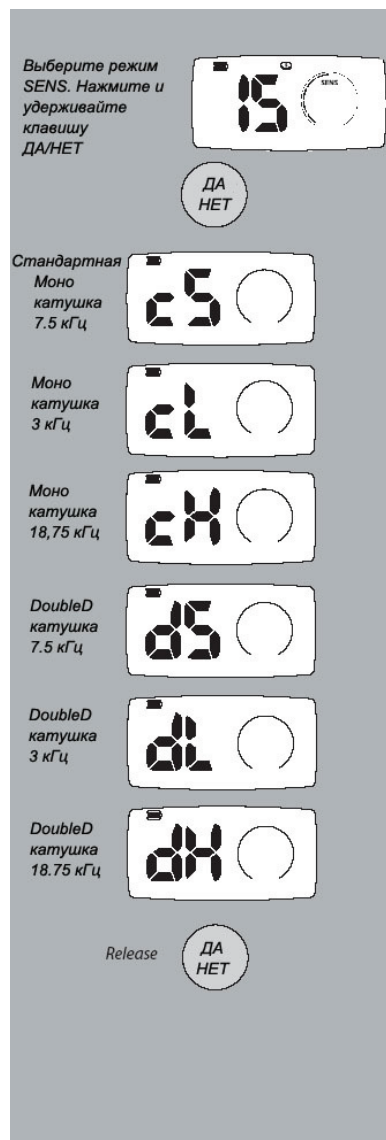 Выберите режим
SENS. Нажмите и
удерживайте
клавишу
ДА/НЕТ
15
SENS
ДА
НЕТ
Стандартная
Моно
катушка
7.5 кГц
cS
Моно
катушка
3 кГц
cL
Моно
катушка
18,75 кГц
cH
DoubleD
катушка
7.5 кГц
dS
DoubleD
катушка
3 кГц
dL
DoubleD
катушка
18.75 кГц
dH
Release
ДА
НЕТ